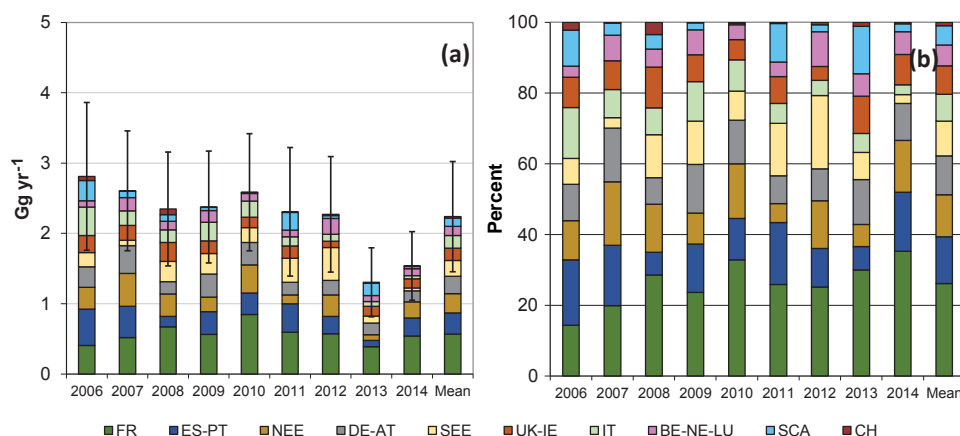 5
4
3
2
1
0
Gg yr-1
(a)
2006 2007 2008 2009 2010 2011 2012 2013 2014 Mean
100
80
60
40
20
0
Percent
(b)
2006 2007 2008 2009 2010 2011 2012 2013 2014 Mean
FR ES-PT NEE DE-AT SEE UK-IE IT BE-NE-LU SCA CH